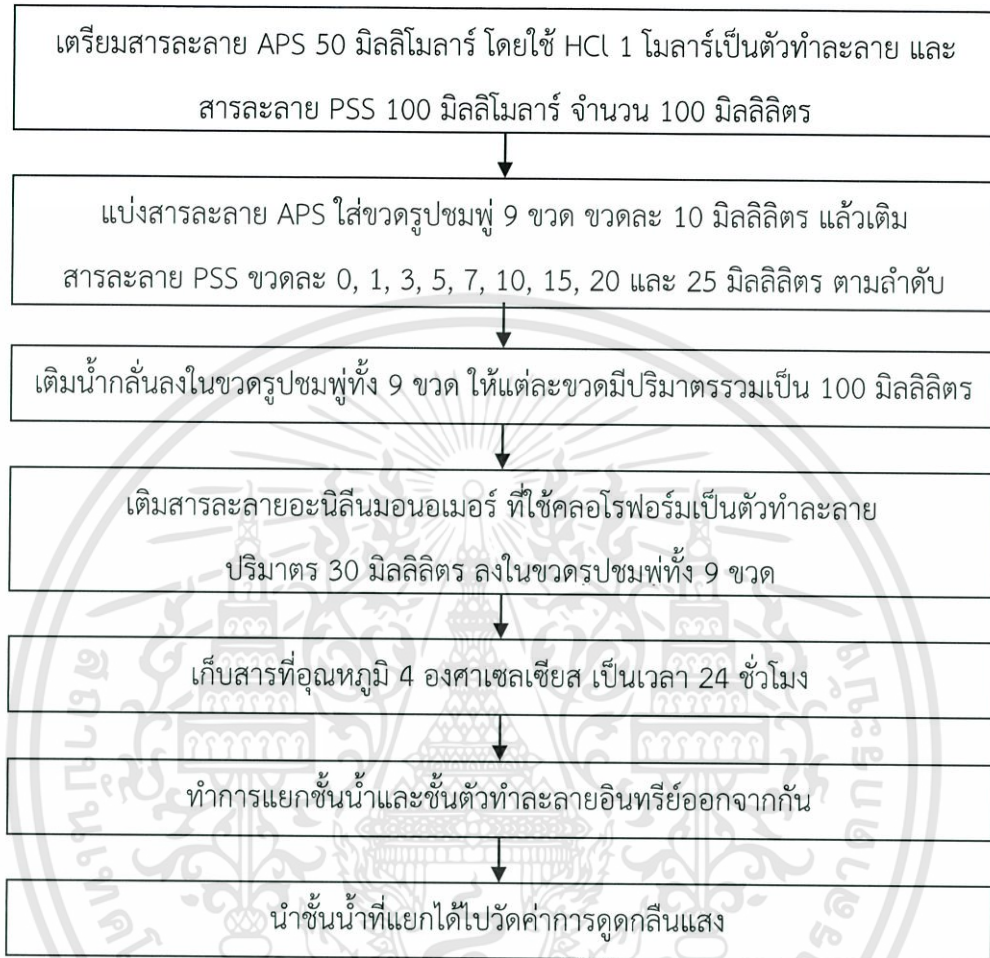 เตรียมสารละลาย APS 50 มิลลิโมลาร์ โดยใช้ HCl 1 โมลาร์เป็นตัวทำละลาย และ
สารละลาย PSS 100 มิลลิโมลาร์ จำนวน 100 มิลลิลิตร
แบ่งสารละลาย APS ใส่ขวดรูปชมพู่ 9 ขวด ขวดละ 10 มิลลิลิตร แล้วเติม
สารละลาย PSS ขวดละ 0, 1, 3, 5, 7, 10, 15, 20 และ 25 มิลลิลิตร ตามลำดับ
เติมน้ำกลั่นลงในขวดรูปชมพู่ทั้ง 9 ขวด ให้แต่ละขวดมีปริมาตรรวมเป็น 100 มิลลิลิตร
เติมสารละลายอะนิลีนมอนอเมอร์ ที่ใช้คลอโรฟอร์มเป็นตัวทำละลาย
ปริมาตร 30 มิลลิลิตร ลงในขวดรูปชมพู่ทั้ง 9 ขวด
เก็บสารที่อุณหภูมิ 4 องศาเซลเซียส เป็นเวลา 24 ชั่วโมง
ทำการแยกชั้นน้ำและชั้นตัวทำละลายอินทรีย์ออกจากกัน
นำชั้นน้ำที่แยกได้ไปวัดค่าการดูดกลืนแสง